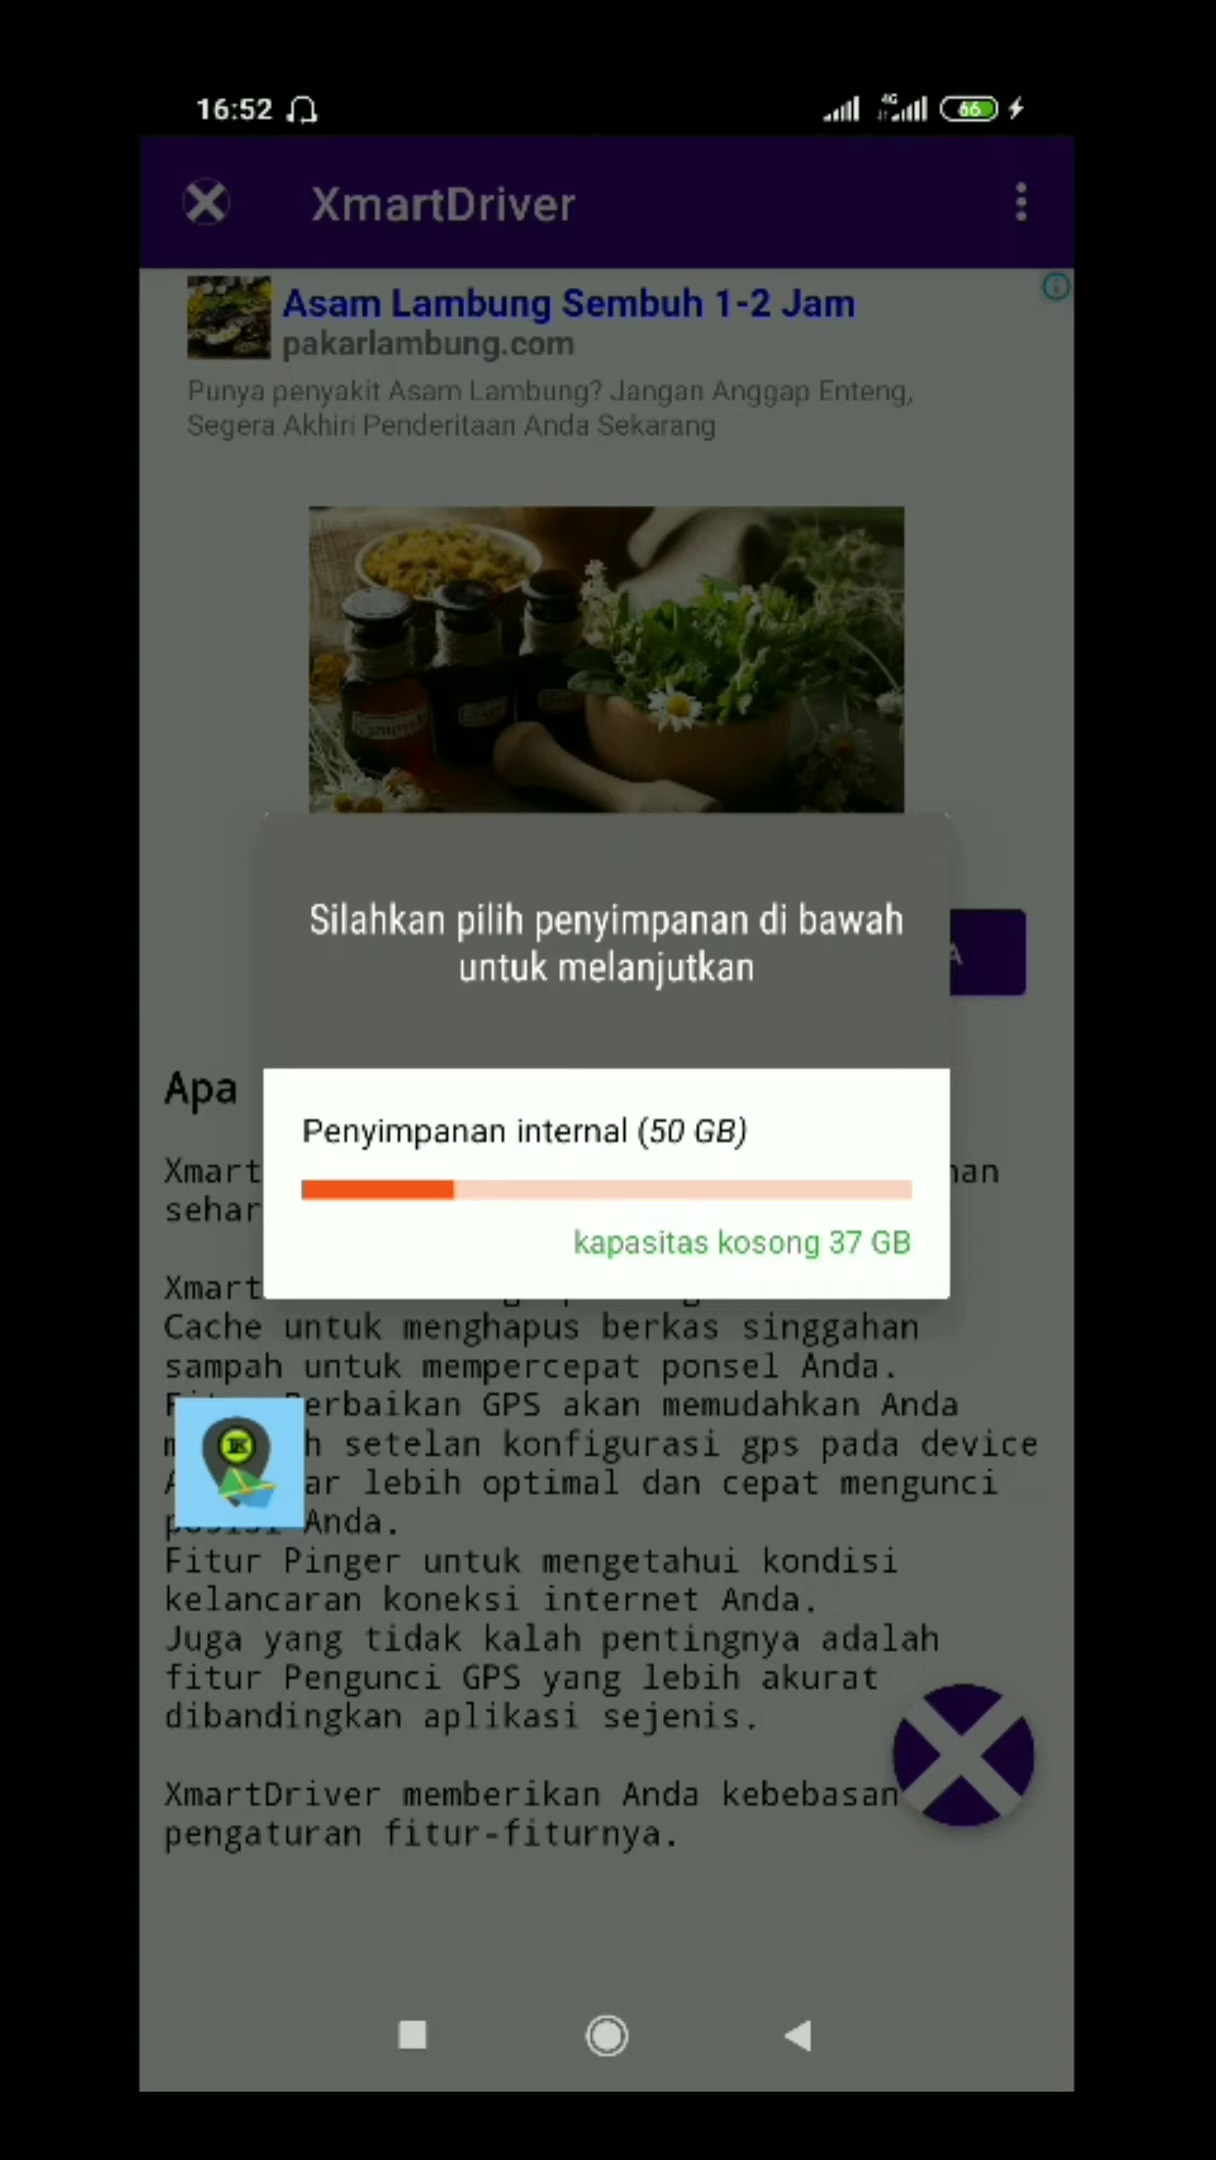 16:52
4G
66
XmartDriver
Asam Lambung Sembuh 1-2 Jam
pakarlambung.com
Punya penyakit Asam Lambung? Jangan Anggap Enteng,
Segera Akhiri Penderitaan Anda Sekarang
Silahkan pilih penyimpanan di bawah
untuk melanjutkan
A
Apa
Penyimpanan internal (50 GB)
kapasitas kosong 37 GB
Xmart
sehar
Xmart
Cache untuk menghapus berkas singgahan
sampah untuk mempercepat ponsel Anda.
erbaikan GPS akan memudahkan Anda
h setelan konfigurasi gps pada device
ar lebih optimal dan cepat mengunci
Anda.
Fitur Pinger untuk mengetahui kondisi
kelancaran koneksi internet Anda.
Juga yang tidak kalah pentingnya adalah
fitur Pengunci GPS yang lebih akurat
dibandingkan aplikasi sejenis.
XmartDriver memberikan Anda kebebasan
pengaturan fitur-fiturnya.